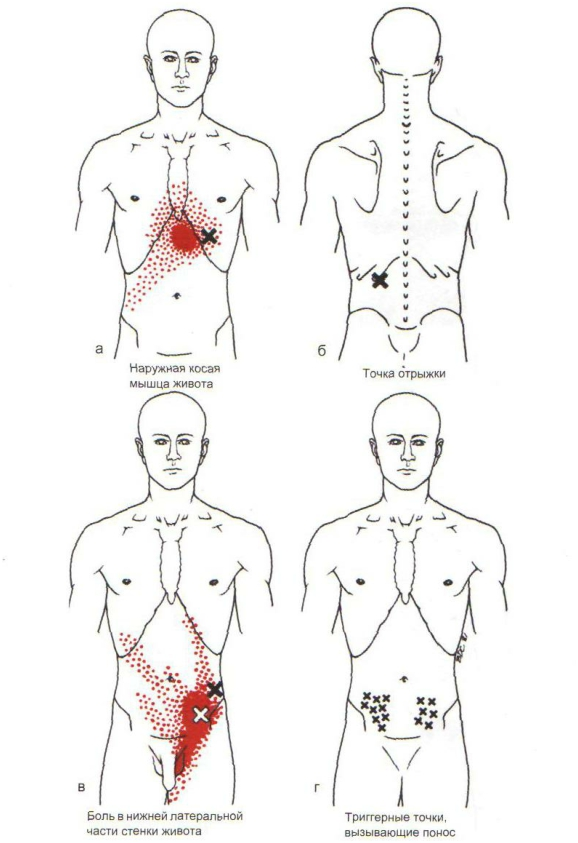 а
Наружная косая
мышца живота
б
Точка отрыжки
в
Боль в нижней латеральной
части стенки живота
г
Триггерные точки,
вызывающие понос